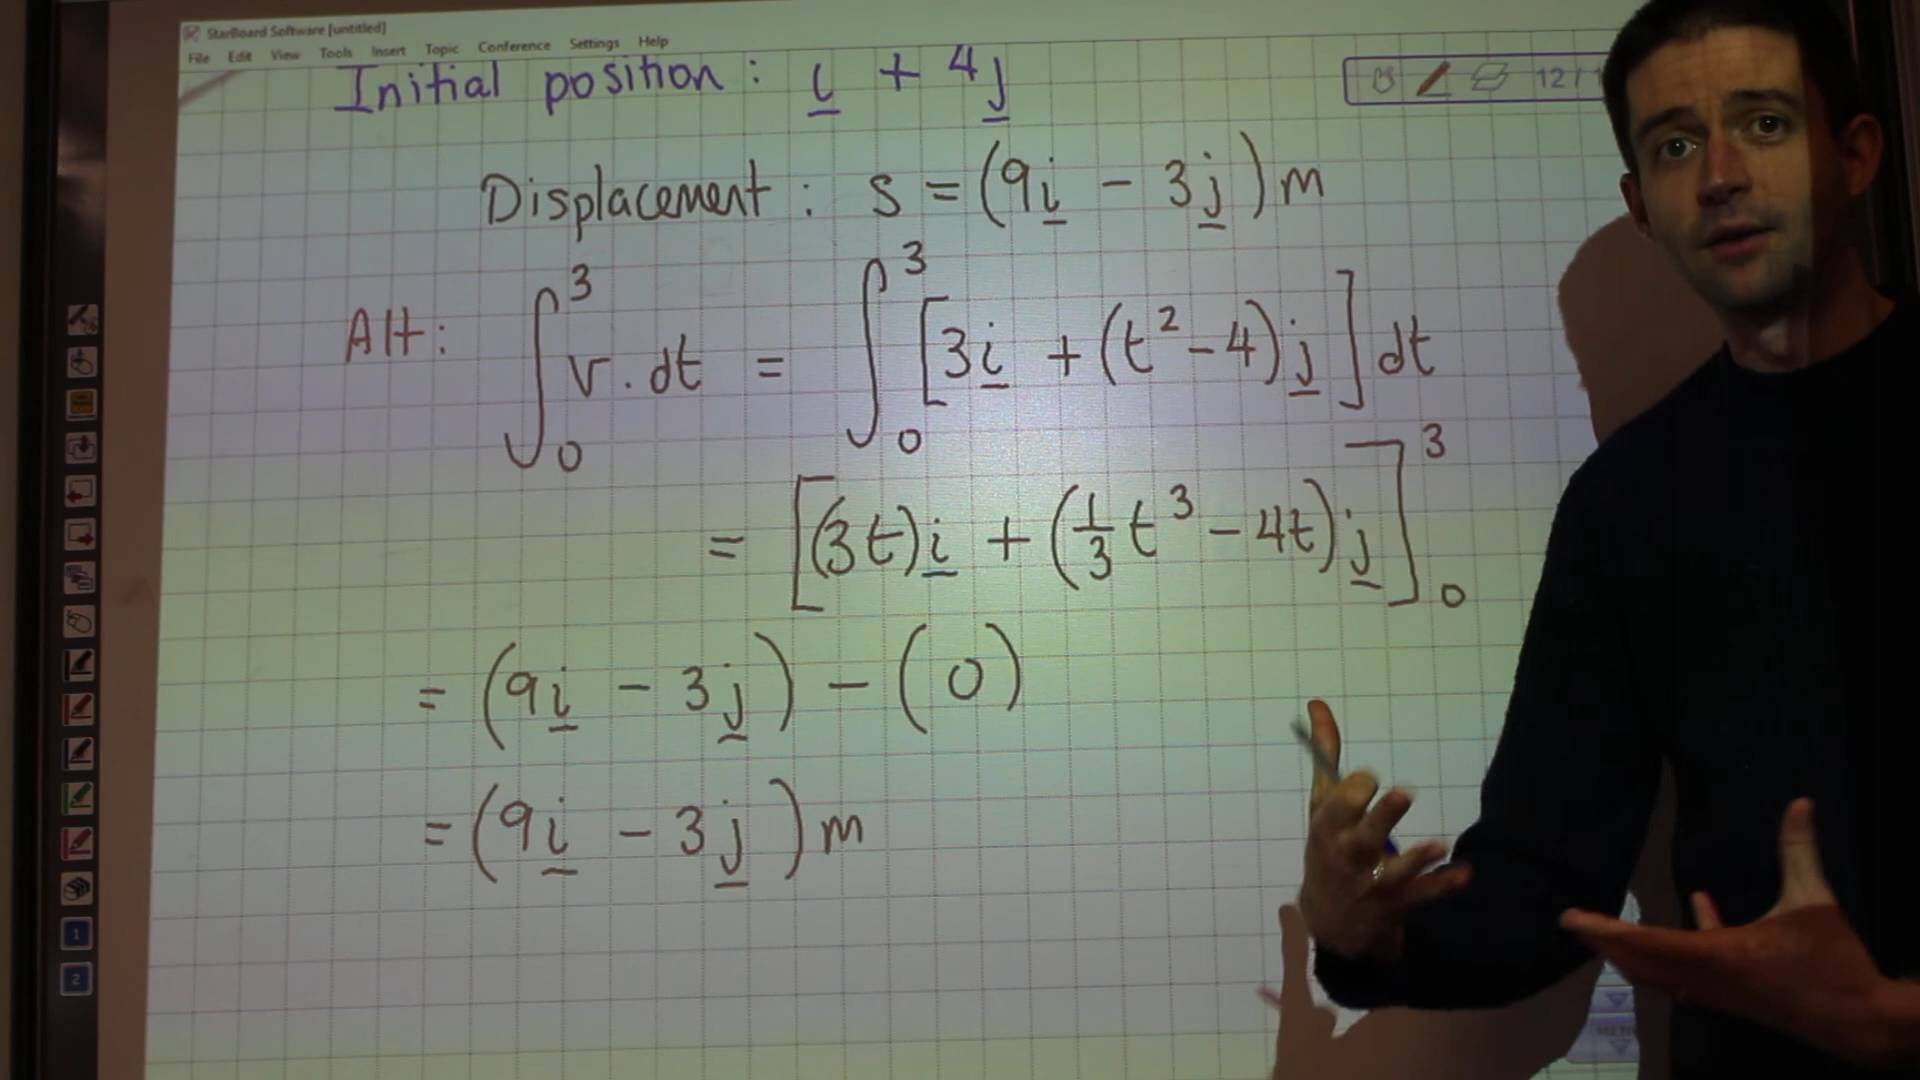 StarBoard Software [untitled]
File Edit View Tools Insert Topic Conference Settings Help
Initial position : i + 4j
12 / 1
Displacement : s = (9i - 3j) m
Alt: ∫₀³ v . dt = ∫₀³ [3i + (t² - 4)j] dt
= [(3t)i + (1/3 t³ - 4t)j]₀³
= (9i - 3j) - (0)
= (9i - 3j) m
1
2